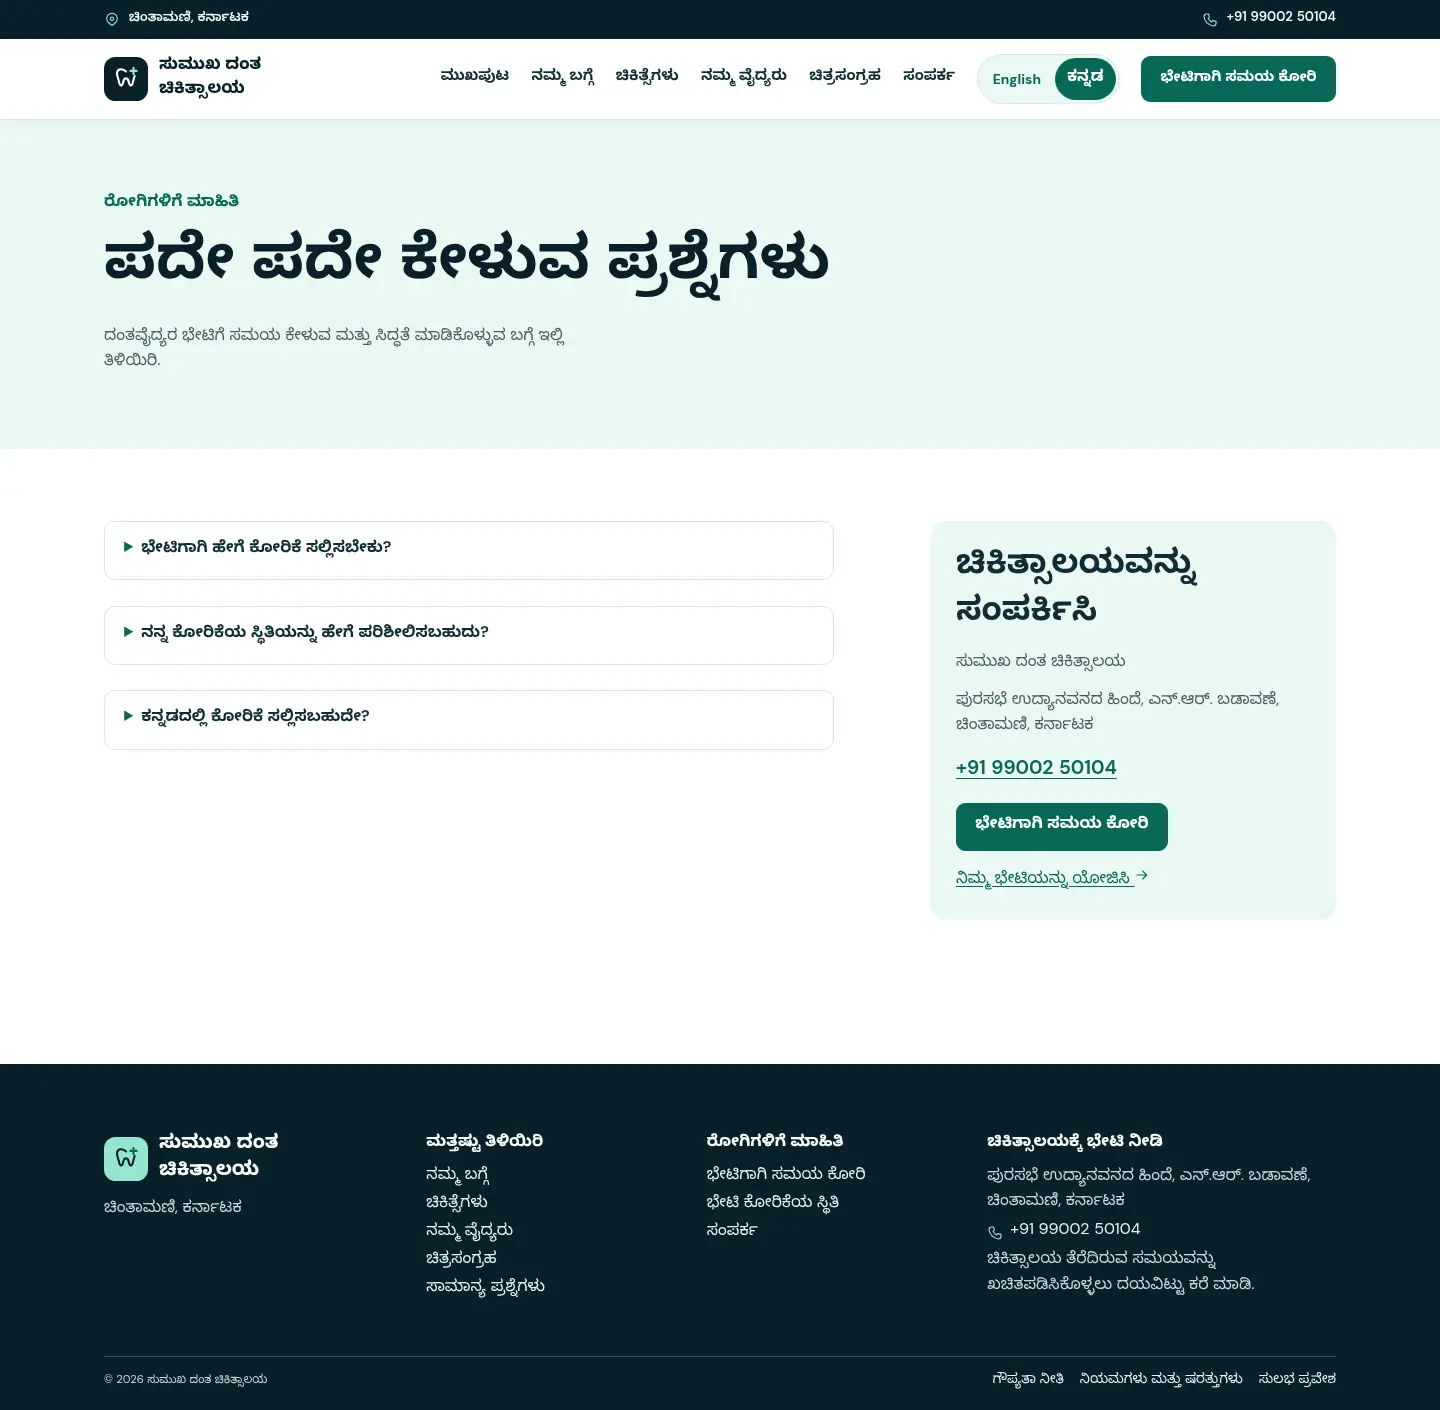 ಚಿಂತಾಮಣಿ, ಕರ್ನಾಟಕ
+91 99002 50104
ಸುಮುಖ ದಂತ
ಚಿಕಿತ್ಸಾಲಯ
ಮುಖಪುಟ ನಮ್ಮ ಬಗ್ಗೆ ಚಿಕಿತ್ಸೆಗಳು ನಮ್ಮ ವೈದ್ಯರು ಚಿತ್ರಸಂಗ್ರಹ ಸಂಪರ್ಕ English ಕನ್ನಡ ಭೇಟಿಗಾಗಿ ಸಮಯ ಕೋರಿ
ರೋಗಿಗಳಿಗೆ ಮಾಹಿತಿ
ಪದೇ ಪದೇ ಕೇಳುವ ಪ್ರಶ್ನೆಗಳು
ದಂತವೈದ್ಯರ ಭೇಟಿಗೆ ಸಮಯ ಕೇಳುವ ಮತ್ತು ಸಿದ್ಧತೆ ಮಾಡಿಕೊಳ್ಳುವ ಬಗ್ಗೆ ಇಲ್ಲಿ
ತಿಳಿಯಿರಿ.
ಭೇಟಿಗಾಗಿ ಹೇಗೆ ಕೋರಿಕೆ ಸಲ್ಲಿಸಬೇಕು?
ನನ್ನ ಕೋರಿಕೆಯ ಸ್ಥಿತಿಯನ್ನು ಹೇಗೆ ಪರಿಶೀಲಿಸಬಹುದು?
ಕನ್ನಡದಲ್ಲಿ ಕೋರಿಕೆ ಸಲ್ಲಿಸಬಹುದೇ?
ಚಿಕಿತ್ಸಾಲಯವನ್ನು
ಸಂಪರ್ಕಿಸಿ
ಸುಮುಖ ದಂತ ಚಿಕಿತ್ಸಾಲಯ
ಪುರಸಭೆ ಉದ್ಯಾನವನದ ಹಿಂದೆ, ಎನ್.ಆರ್. ಬಡಾವಣೆ,
ಚಿಂತಾಮಣಿ, ಕರ್ನಾಟಕ
+91 99002 50104
ಭೇಟಿಗಾಗಿ ಸಮಯ ಕೋರಿ
ನಿಮ್ಮ ಭೇಟಿಯನ್ನು ಯೋಜಿಸಿ →
ಸುಮುಖ ದಂತ
ಚಿಕಿತ್ಸಾಲಯ
ಚಿಂತಾಮಣಿ, ಕರ್ನಾಟಕ
ಮತ್ತಷ್ಟು ತಿಳಿಯಿರಿ
ನಮ್ಮ ಬಗ್ಗೆ
ಚಿಕಿತ್ಸೆಗಳು
ನಮ್ಮ ವೈದ್ಯರು
ಚಿತ್ರಸಂಗ್ರಹ
ಸಾಮಾನ್ಯ ಪ್ರಶ್ನೆಗಳು
ರೋಗಿಗಳಿಗೆ ಮಾಹಿತಿ
ಭೇಟಿಗಾಗಿ ಸಮಯ ಕೋರಿ
ಭೇಟಿ ಕೋರಿಕೆಯ ಸ್ಥಿತಿ
ಸಂಪರ್ಕ
ಚಿಕಿತ್ಸಾಲಯಕ್ಕೆ ಭೇಟಿ ನೀಡಿ
ಪುರಸಭೆ ಉದ್ಯಾನವನದ ಹಿಂದೆ, ಎನ್.ಆರ್. ಬಡಾವಣೆ,
ಚಿಂತಾಮಣಿ, ಕರ್ನಾಟಕ
+91 99002 50104
ಚಿಕಿತ್ಸಾಲಯ ತೆರೆದಿರುವ ಸಮಯವನ್ನು
ಖಚಿತಪಡಿಸಿಕೊಳ್ಳಲು ದಯವಿಟ್ಟು ಕರೆ ಮಾಡಿ.
© 2026 ಸುಮುಖ ದಂತ ಚಿಕಿತ್ಸಾಲಯ
ಗೌಪ್ಯತಾ ನೀತಿ ನಿಯಮಗಳು ಮತ್ತು ಷರತ್ತುಗಳು ಸುಲಭ ಪ್ರವೇಶ